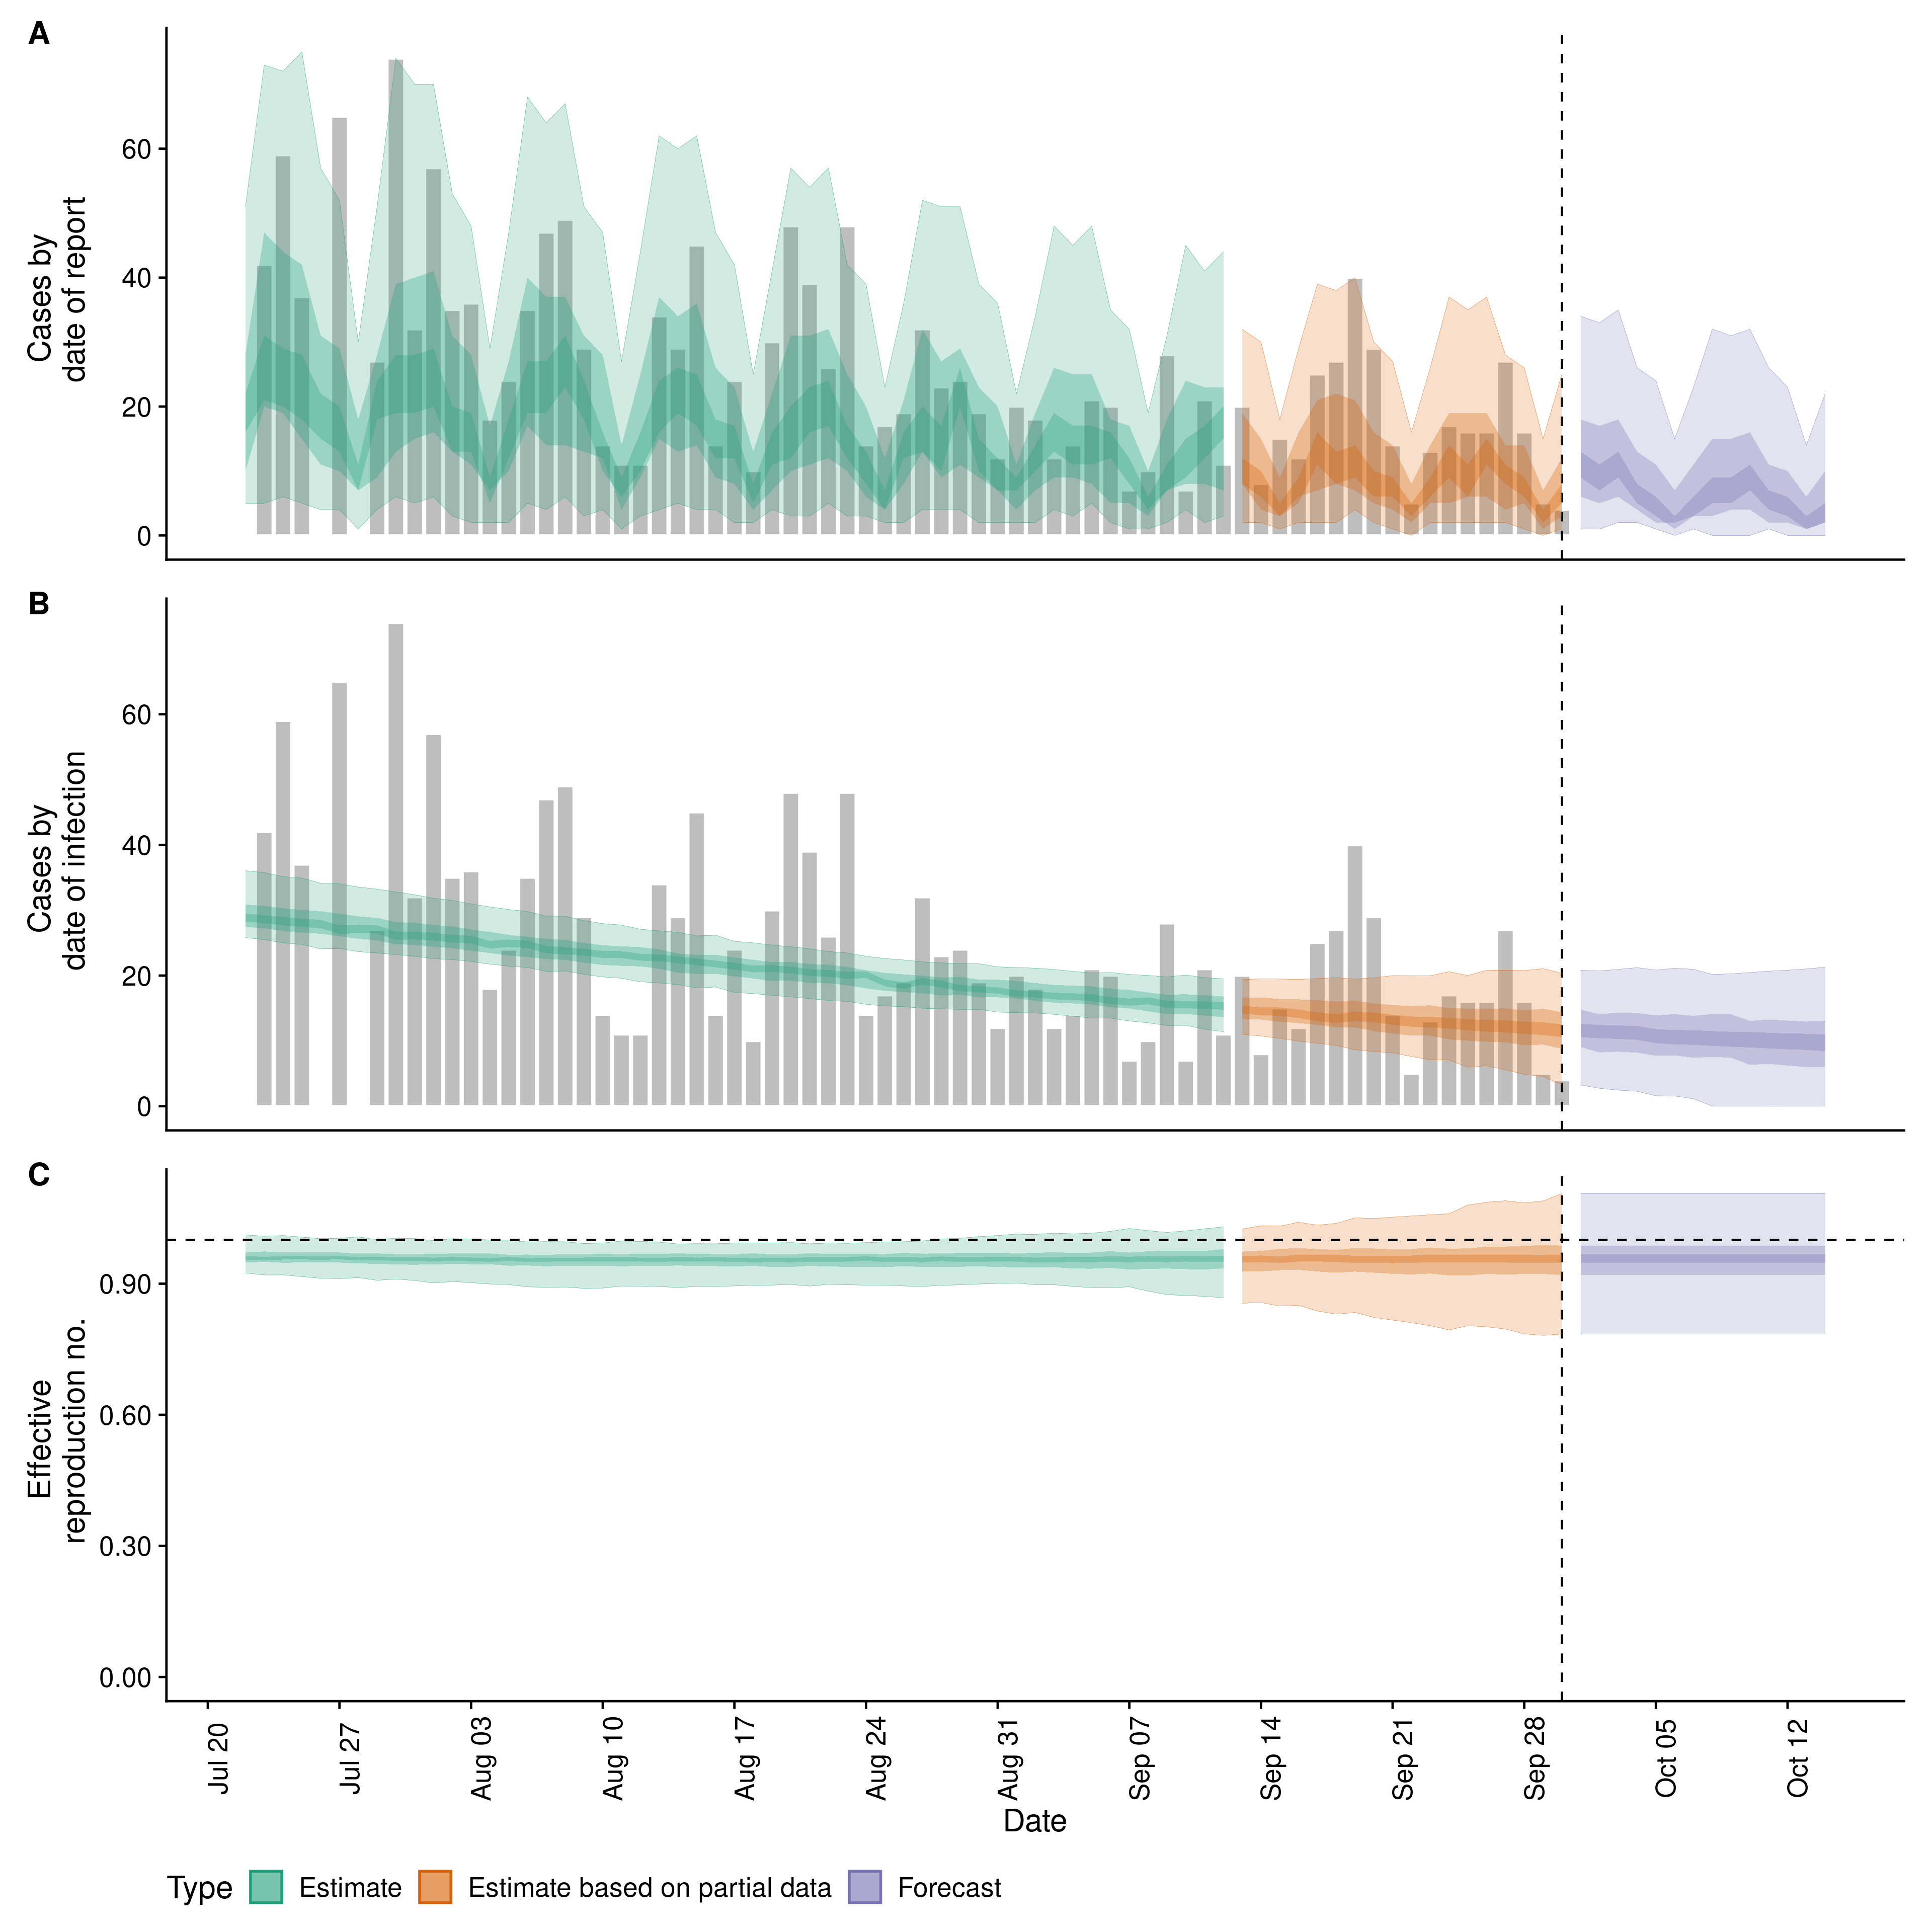 A
Cases by
date of report
60
40
20
0
B
Cases by
date of infection
60
40
20
0
C
Effective
reproduction no.
0.90
0.60
0.30
0.00
Jul 20
Jul 27
Aug 03
Aug 10
Aug 17
Aug 24
Aug 31
Sep 07
Sep 14
Sep 21
Sep 28
Oct 05
Oct 12
Date
Type Estimate Estimate based on partial data Forecast